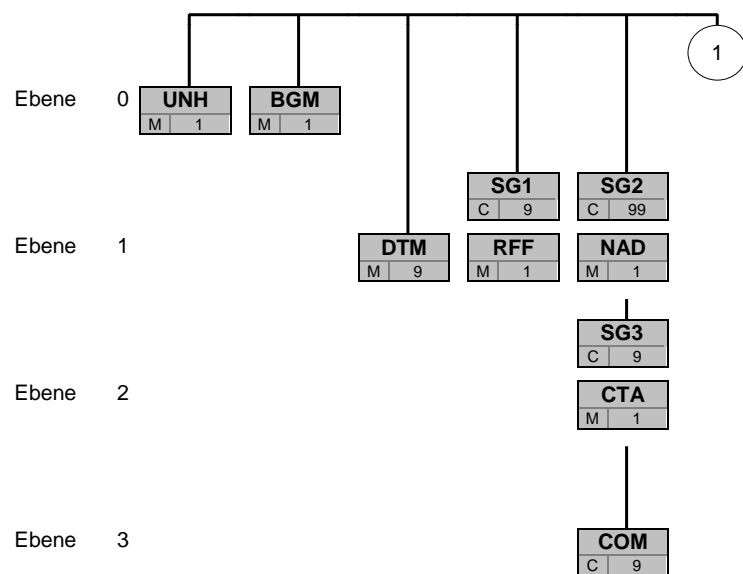 1
Ebene 0 UNH BGM
M 1 M 1
SG1 SG2
C 9 C 99
Ebene 1 DTM RFF NAD
M 9 M 1 M 1
SG3
C 9
Ebene 2 CTA
M 1
Ebene 3 COM
C 9